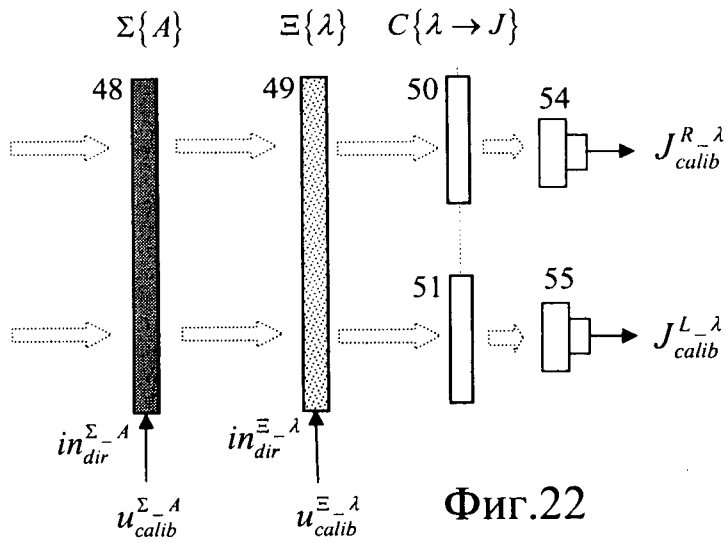 Σ{A} Ξ{λ} C{λ → J}
48 49 50 54
J^{R_λ}_{calib}
51 55
J^{L_λ}_{calib}
in^{Σ_A}_{dir} in^{Ξ_λ}_{dir}
u^{Σ_A}_{calib} u^{Ξ_λ}_{calib} Фиг.22